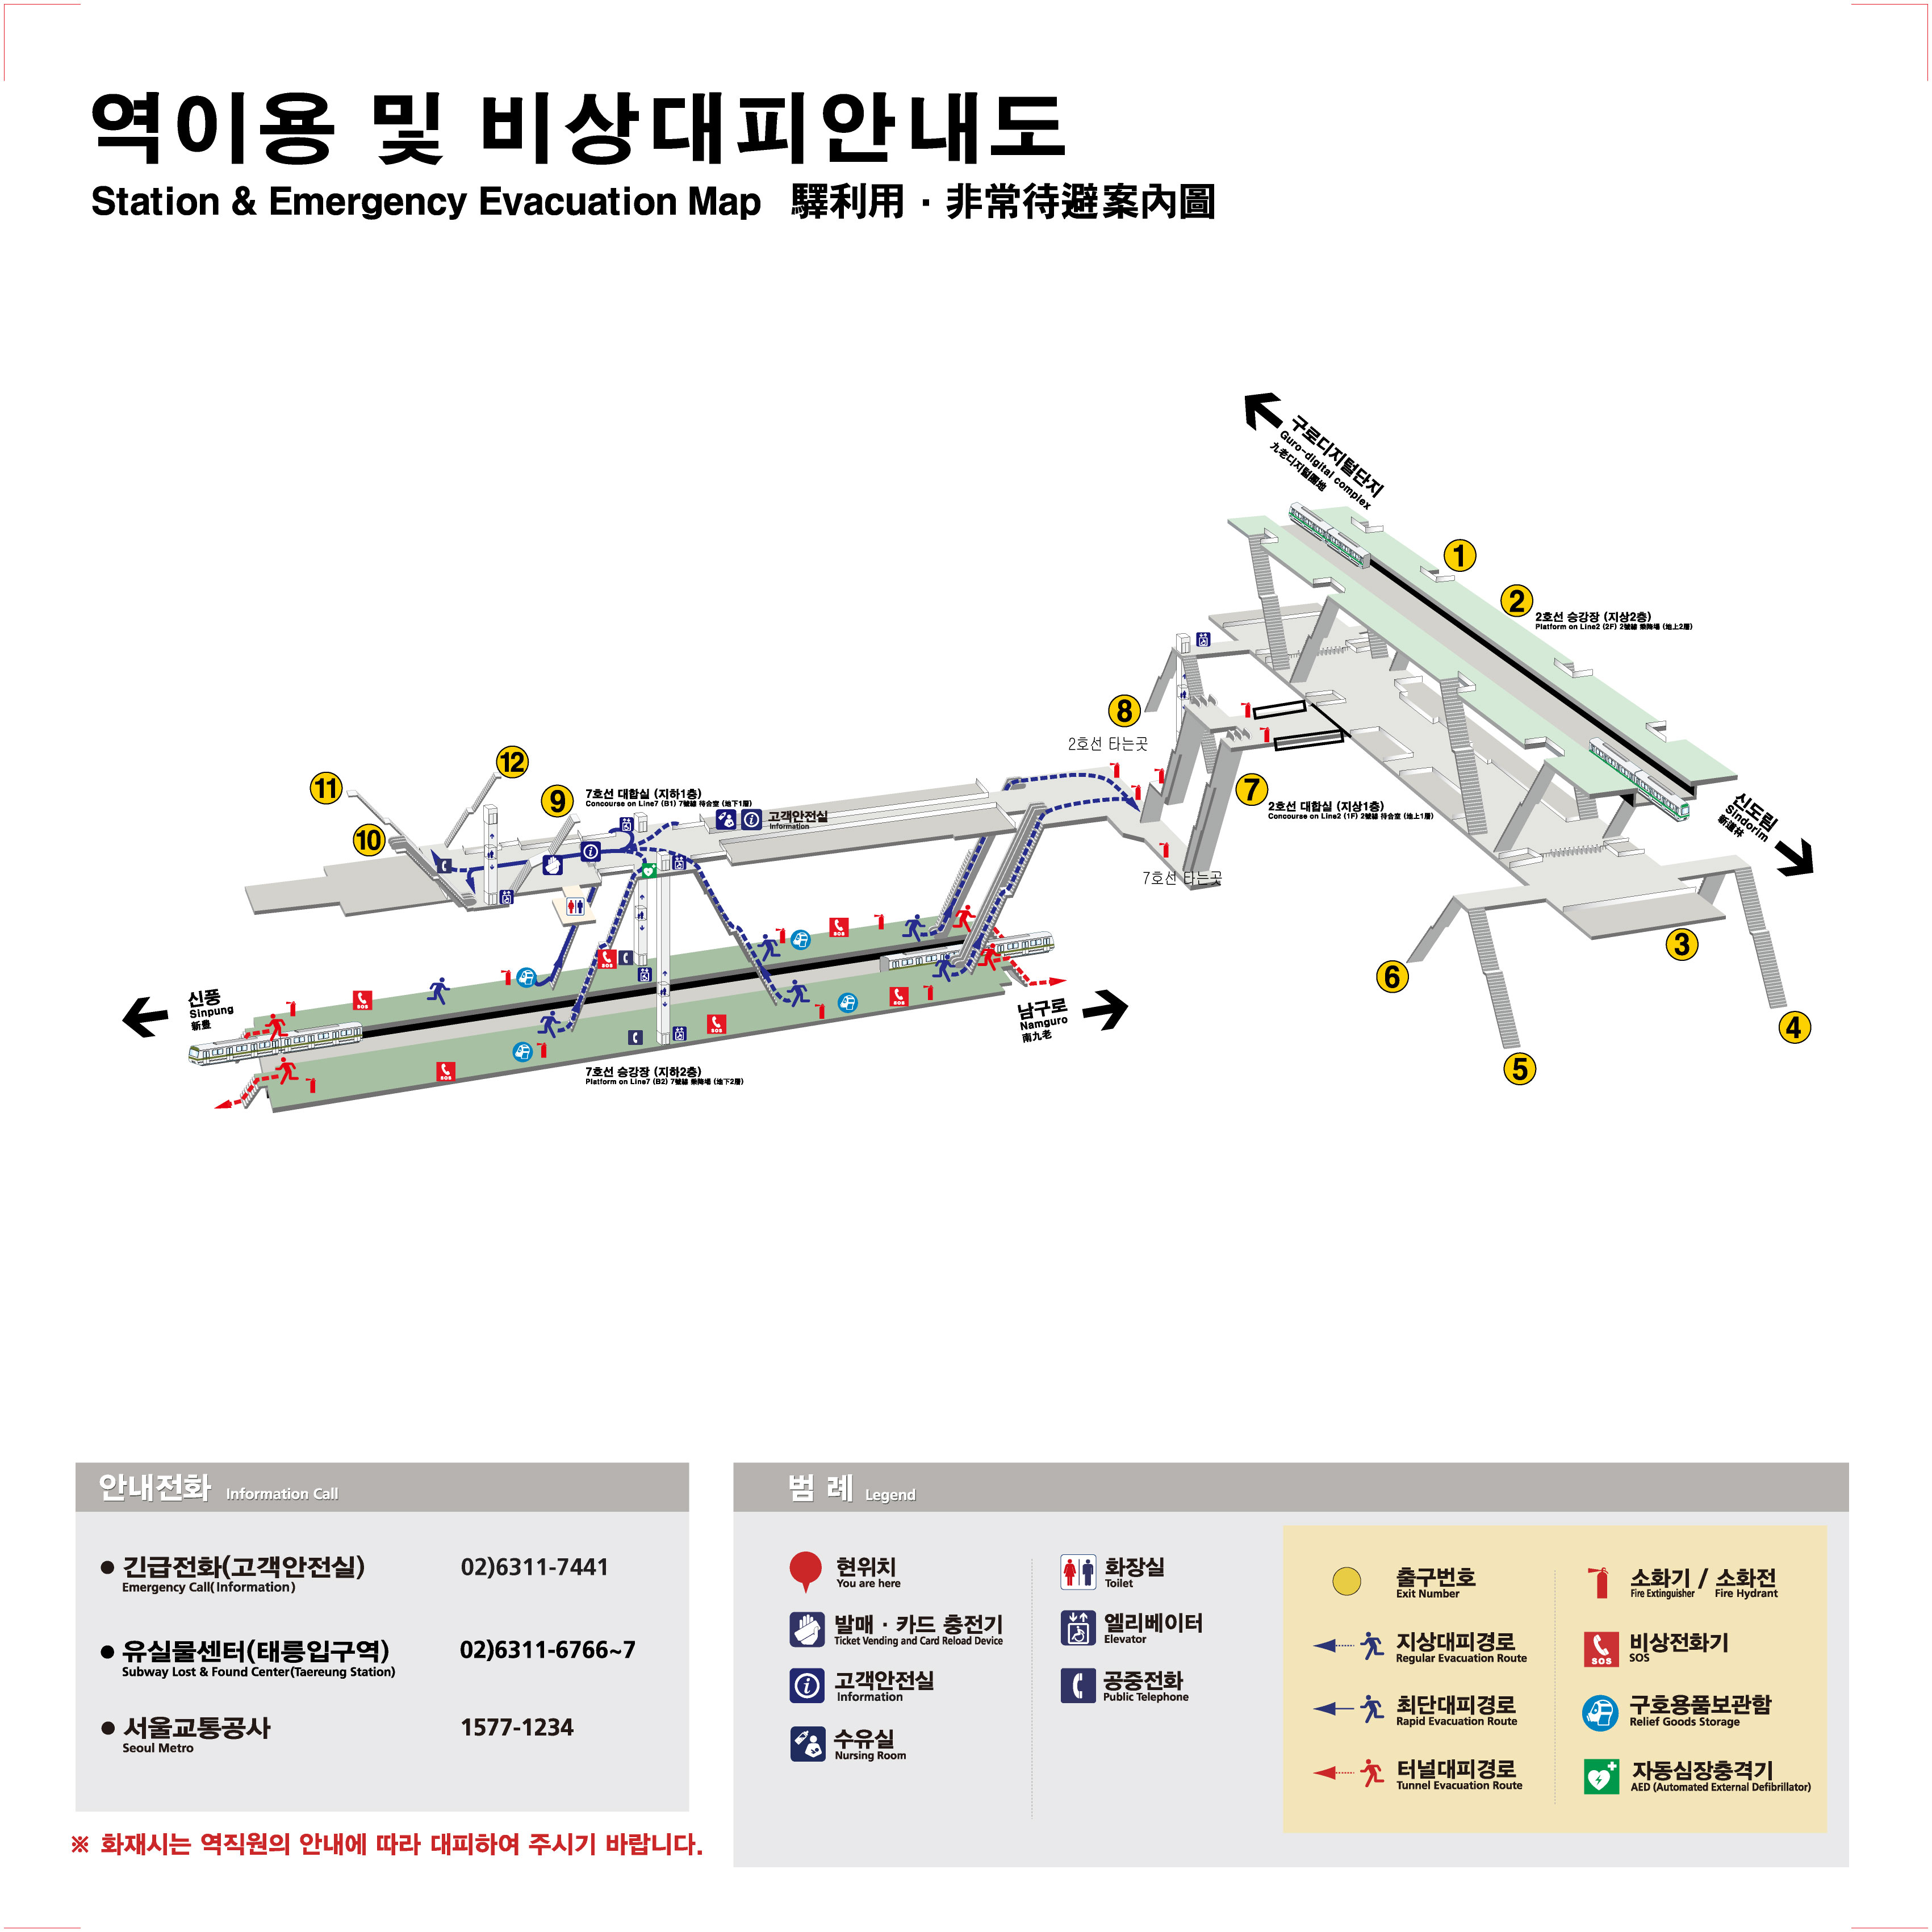 역이용 및 비상대피안내도
Station & Emergency Evacuation Map 驛利用 · 非常待避案內圖
구로디지털단지
Guro-digital complex
九老디지털團地
1
2
2호선 승강장 (지상2층)
Platform on Line2 (2F) 2號線 乘降場 (地上2層)
8
2호선 타는곳
12
11
9
7호선 대합실 (지하1층)
Concourse on Line7 (B1) 7號線 待合室 (地下1層)
고객안전실
Information
7
2호선 대합실 (지상1층)
Concourse on Line2 (1F) 2號線 待合室 (地上1層)
신도림
Sindorim
新道林
10
7호선 타는곳
SOS
SOS
3
6
신풍
Sinpung
新豊
SOS
SOS
남구로
Namguro
南九老
SOS
4
SOS
5
7호선 승강장 (지하2층)
Platform on Line7 (B2) 7號線 乘降場 (地下2層)
안내전화 Information Call
긴급전화(고객안전실) 02)6311-7441
Emergency Call(Information)
유실물센터(태릉입구역) 02)6311-6766~7
Subway Lost & Found Center(Taereung Station)
서울교통공사 1577-1234
Seoul Metro
※ 화재시는 역직원의 안내에 따라 대피하여 주시기 바랍니다.
범 례 Legend
현위치
You are here
발매 · 카드 충전기
Ticket Vending and Card Reload Device
고객안전실
Information
수유실
Nursing Room
화장실
Toilet
엘리베이터
Elevator
공중전화
Public Telephone
출구번호
Exit Number
지상대피경로
Regular Evacuation Route
최단대피경로
Rapid Evacuation Route
터널대피경로
Tunnel Evacuation Route
소화기 / 소화전
Fire Extinguisher Fire Hydrant
SOS
비상전화기
SOS
구호용품보관함
Relief Goods Storage
자동심장충격기
AED (Automated External Defibrillator)